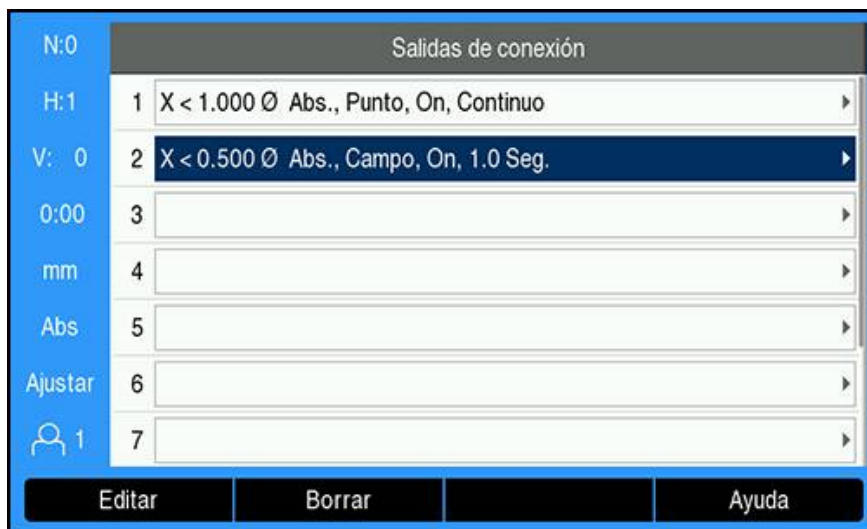 N:0
Salidas de conexión
H:1
1 X < 1.000 Ø Abs., Punto, On, Continuo
V: 0
2 X < 0.500 Ø Abs., Campo, On, 1.0 Seg.
0:00
3
mm
4
Abs
5
Ajustar
6
1
7
Editar Borrar Ayuda